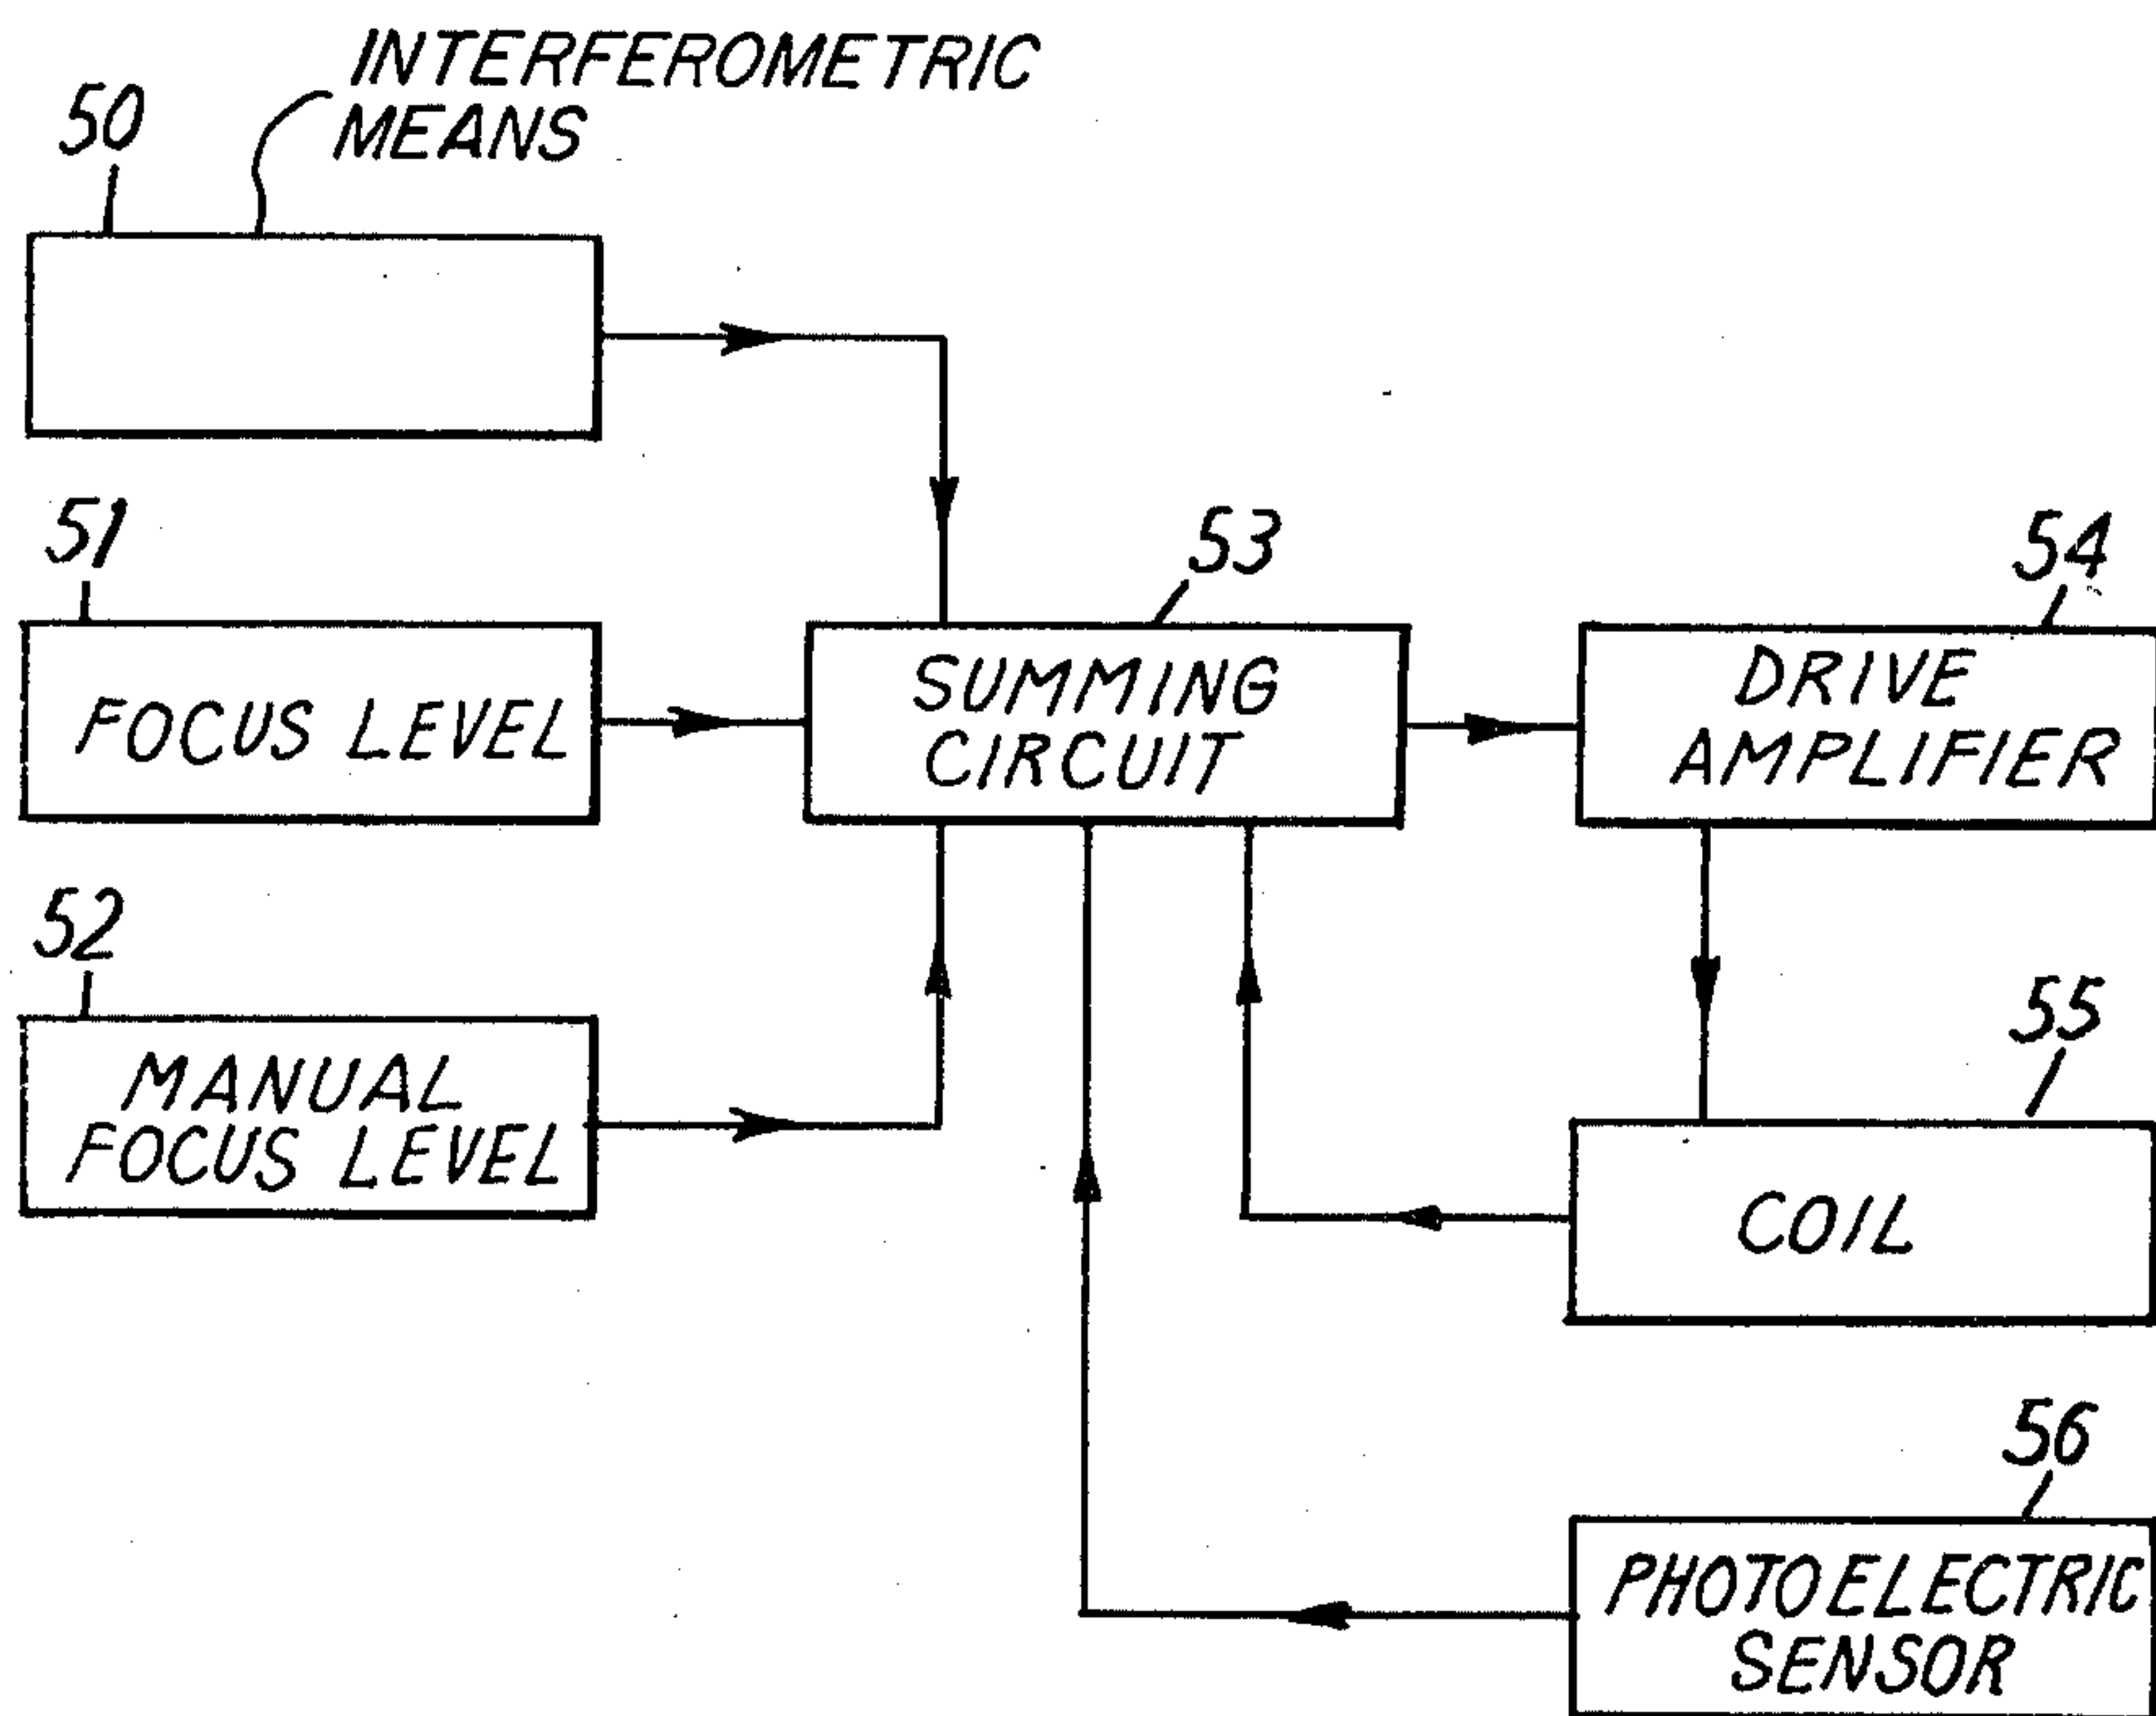 INTERFEROMETRIC
MEANS
50
51
FOCUS LEVEL
52
MANUAL
FOCUS LEVEL
53
SUMMING
CIRCUIT
54
DRIVE
AMPLIFIER
55
COIL
56
PHOTOELECTRIC
SENSOR